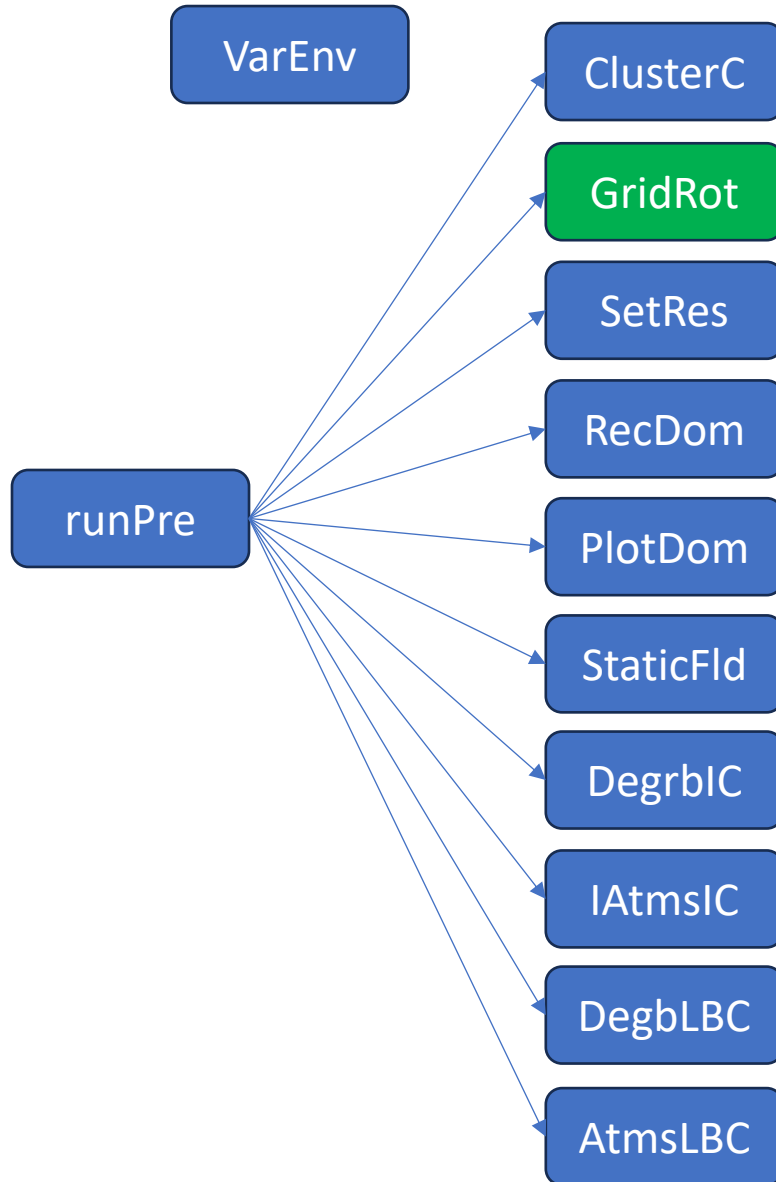 VarEnv
ClusterC
GridRot
SetRes
RecDom
runPre
PlotDom
StaticFld
DegrbIC
IAtmsIC
DegbLBC
AtmsLBC